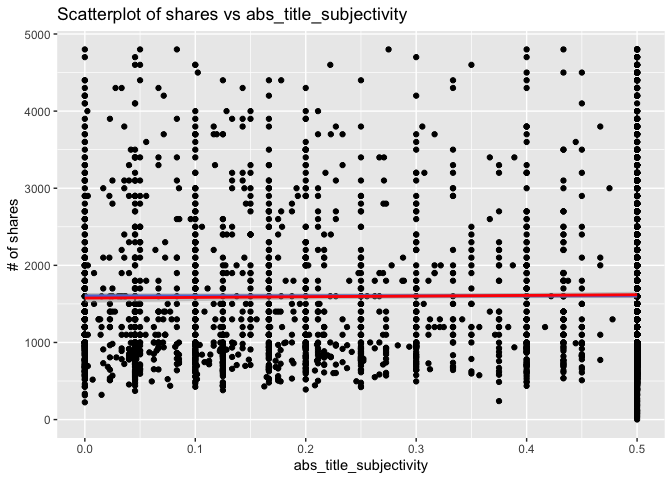 Scatterplot of shares vs abs_title_subjectivity
# of shares
5000
4000
3000
2000
1000
0
0.0 0.1 0.2 0.3 0.4 0.5
abs_title_subjectivity